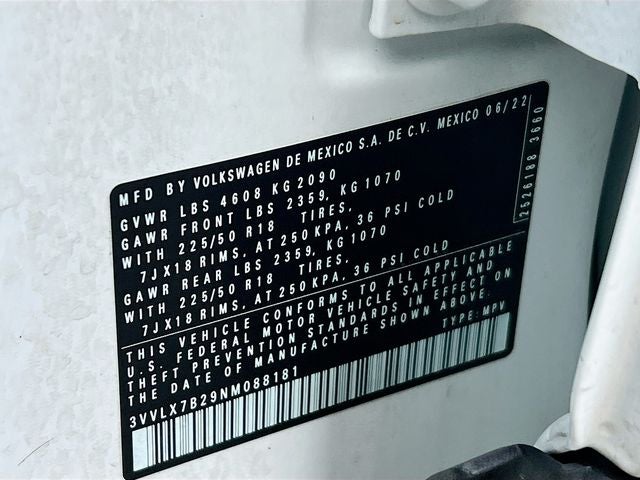 MFD BY VOLKSWAGEN DE MEXICO S.A. DE C.V. MEXICO 06/22
GVWR LBS 4608 KG 2090
GAWR FRONT LBS 2359, KG 1070
WITH 225/50 R18 TIRES,
7JX18 RIMS, AT 250 KPA, 36 PSI COLD
GAWR REAR LBS 2359, KG 1070
WITH 225/50 R18 TIRES,
7JX18 RIMS, AT 250 KPA, 36 PSI COLD
THIS VEHICLE CONFORMS TO ALL APPLICABLE
U.S. FEDERAL MOTOR VEHICLE SAFETY AND
THEFT PREVENTION STANDARDS IN EFFECT ON
THE DATE OF MANUFACTURE SHOWN ABOVE.
3VVLX7B29NM088181 TYPE: MPV
2526188 3660